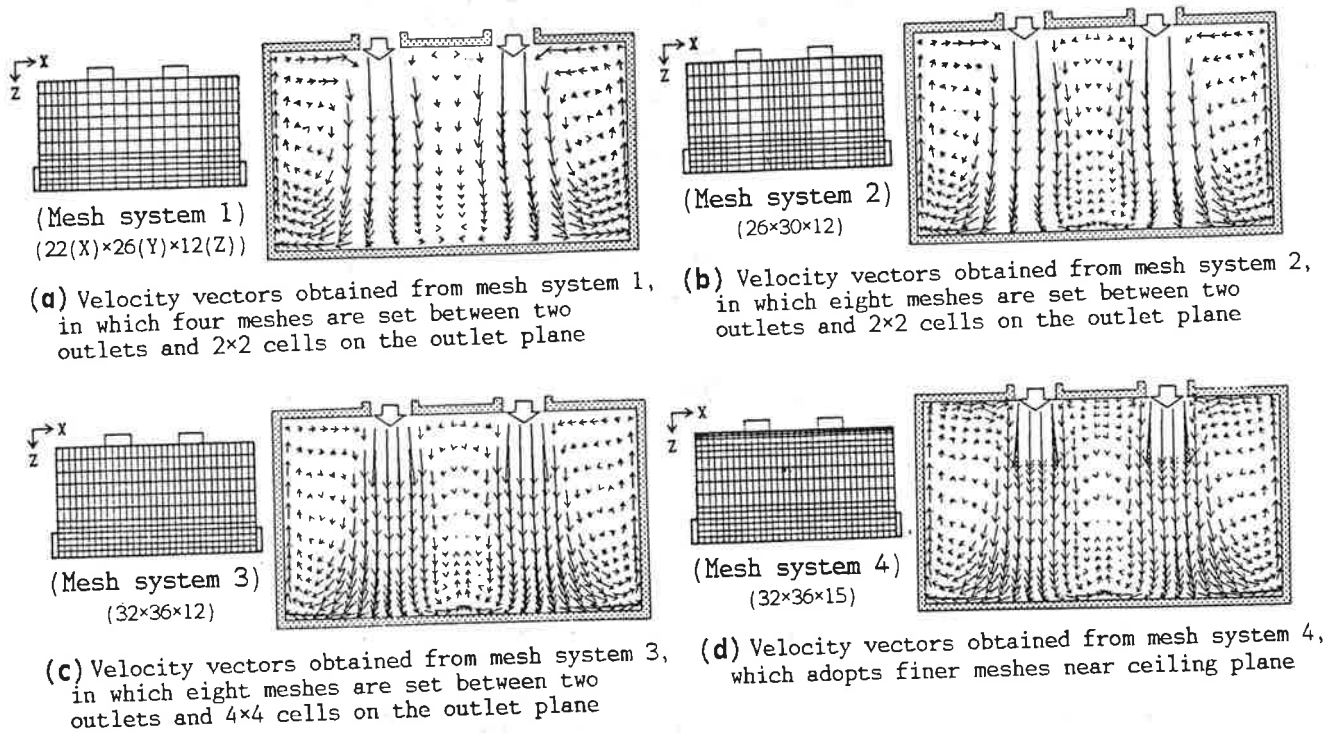 X
Z
(Mesh system 1)
(22(X)×26(Y)×12(Z))
(a) Velocity vectors obtained from mesh system 1,
in which four meshes are set between two
outlets and 2×2 cells on the outlet plane
X
Z
(Mesh system 2)
(26×30×12)
(b) Velocity vectors obtained from mesh system 2,
in which eight meshes are set between two
outlets and 2×2 cells on the outlet plane
X
Z
(Mesh system 3)
(32×36×12)
(c) Velocity vectors obtained from mesh system 3,
in which eight meshes are set between two
outlets and 4×4 cells on the outlet plane
X
Z
(Mesh system 4)
(32×36×15)
(d) Velocity vectors obtained from mesh system 4,
which adopts finer meshes near ceiling plane